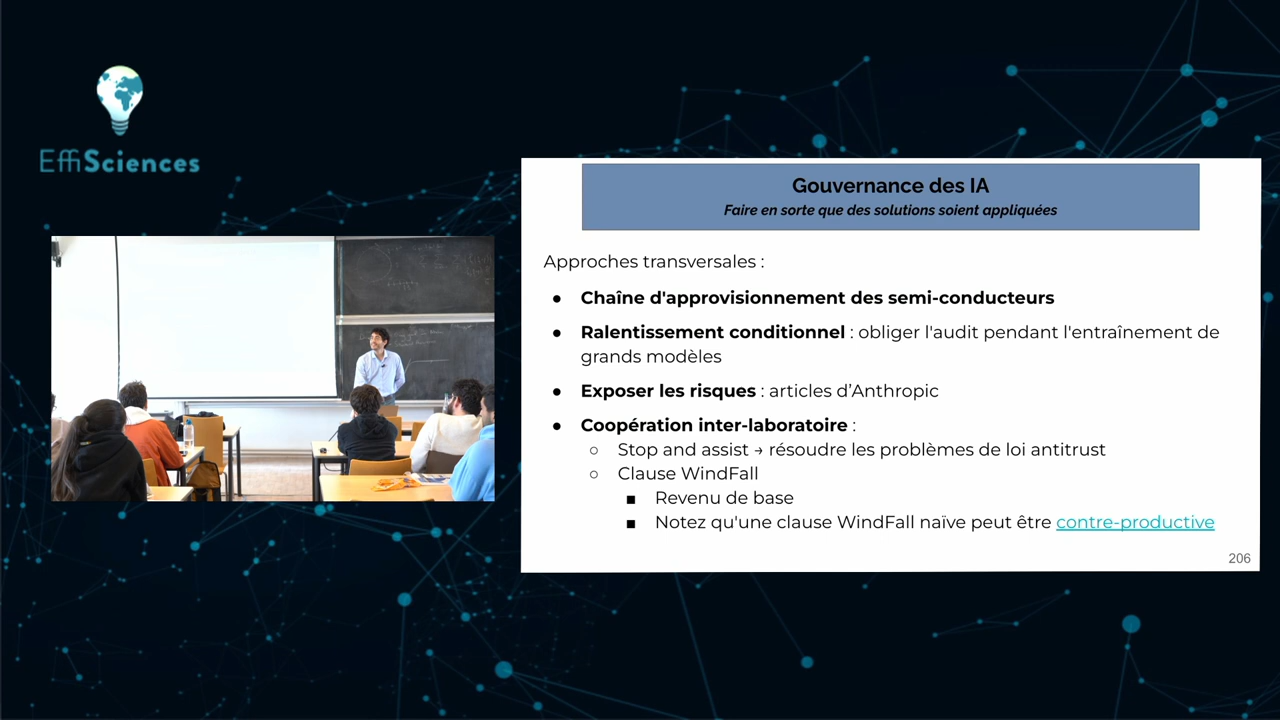 EffiSciences
Gouvernance des IA
Faire en sorte que des solutions soient appliquées
Approches transversales :
● Chaîne d'approvisionnement des semi-conducteurs
● Ralentissement conditionnel : obliger l'audit pendant l'entraînement de
grands modèles
● Exposer les risques : articles d’Anthropic
● Coopération inter-laboratoire :
○ Stop and assist → résoudre les problèmes de loi antitrust
○ Clause WindFall
■ Revenu de base
■ Notez qu'une clause WindFall naïve peut être contre-productive
206